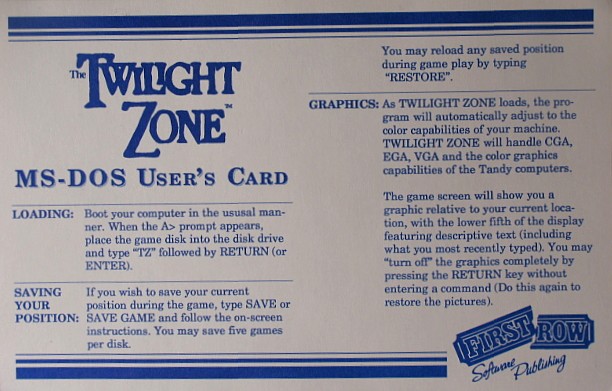 The TWILIGHT
ZONE™
MS-DOS USER'S CARD
LOADING: Boot your computer in the ususal man-
ner. When the A> prompt appears,
place the game disk into the disk drive
and type "TZ" followed by RETURN (or
ENTER).
SAVING If you wish to save your current
YOUR position during the game, type SAVE or
POSITION: SAVE GAME and follow the on-screen
instructions. You may save five games
per disk.
You may reload any saved position
during game play by typing
"RESTORE".
GRAPHICS: As TWILIGHT ZONE loads, the pro-
gram will automatically adjust to the
color capabilities of your machine.
TWILIGHT ZONE will handle CGA,
EGA, VGA and the color graphics
capabilities of the Tandy computers.
The game screen will show you a
graphic relative to your current loca-
tion, with the lower fifth of the display
featuring descriptive text (including
what you most recently typed). You may
"turn off" the graphics completely by
pressing the RETURN key without
entering a command (Do this again to
restore the pictures).
FIRST ROW
Software Publishing